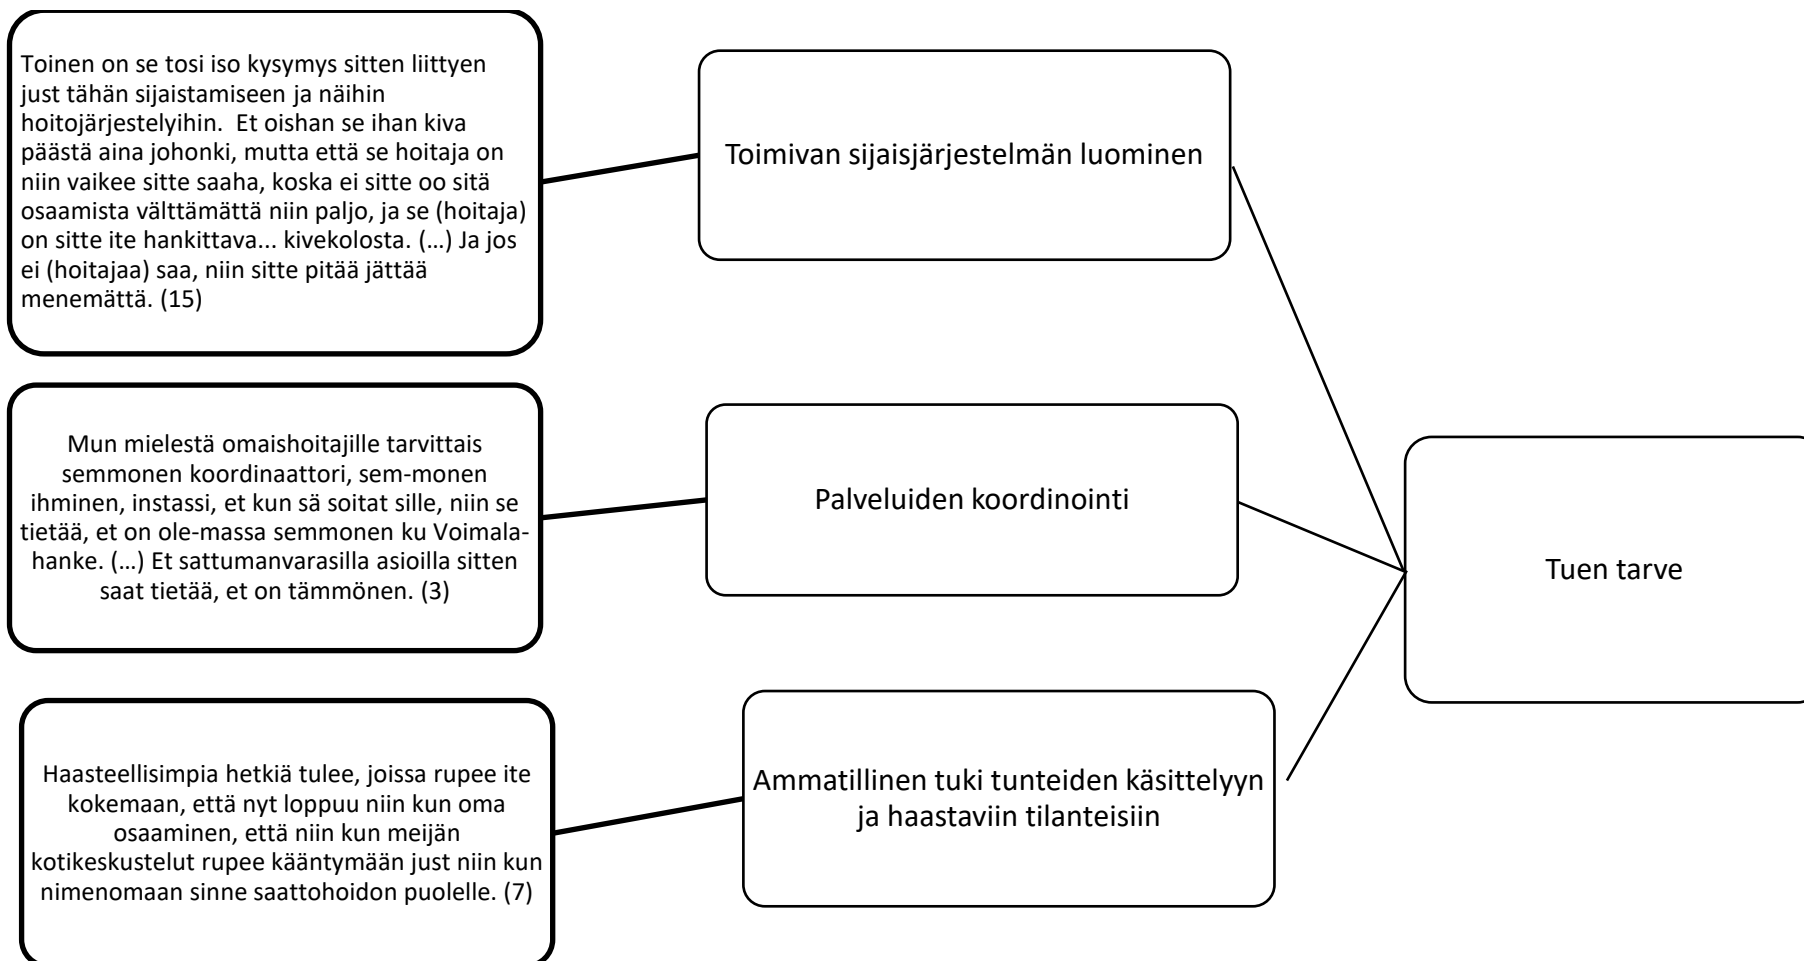 Toinen on se tosi iso kysymys sitten liittyen
just tähän sijaistamiseen ja näihin
hoitojärjestelyihin.  Et oishan se ihan kiva
päästä aina johonki, mutta että se hoitaja on
niin vaikee sitte saaha, koska ei sitte oo sitä
osaamista välttämättä niin paljo, ja se (hoitaja)
on sitte ite hankittava... kivekolosta. (…) Ja jos
ei (hoitajaa) saa, niin sitte pitää jättää
menemättä. (15)
Toimivan sijaisjärjestelmän luominen
Mun mielestä omaishoitajille tarvittais
semmonen koordinaattori, sem-monen
ihminen, instassi, et kun sä soitat sille, niin se
tietää, et on ole-massa semmonen ku Voimala-
hanke. (…) Et sattumanvarasilla asioilla sitten
saat tietää, et on tämmönen. (3)
Palveluiden koordinointi
Haasteellisimpia hetkiä tulee, joissa rupee ite
kokemaan, että nyt loppuu niin kun oma
osaaminen, että niin kun meijän
kotikeskustelut rupee kääntymään just niin kun
nimenomaan sinne saattohoidon puolelle. (7)
Ammatillinen tuki tunteiden käsittelyyn
ja haastaviin tilanteisiin
Tuen tarve